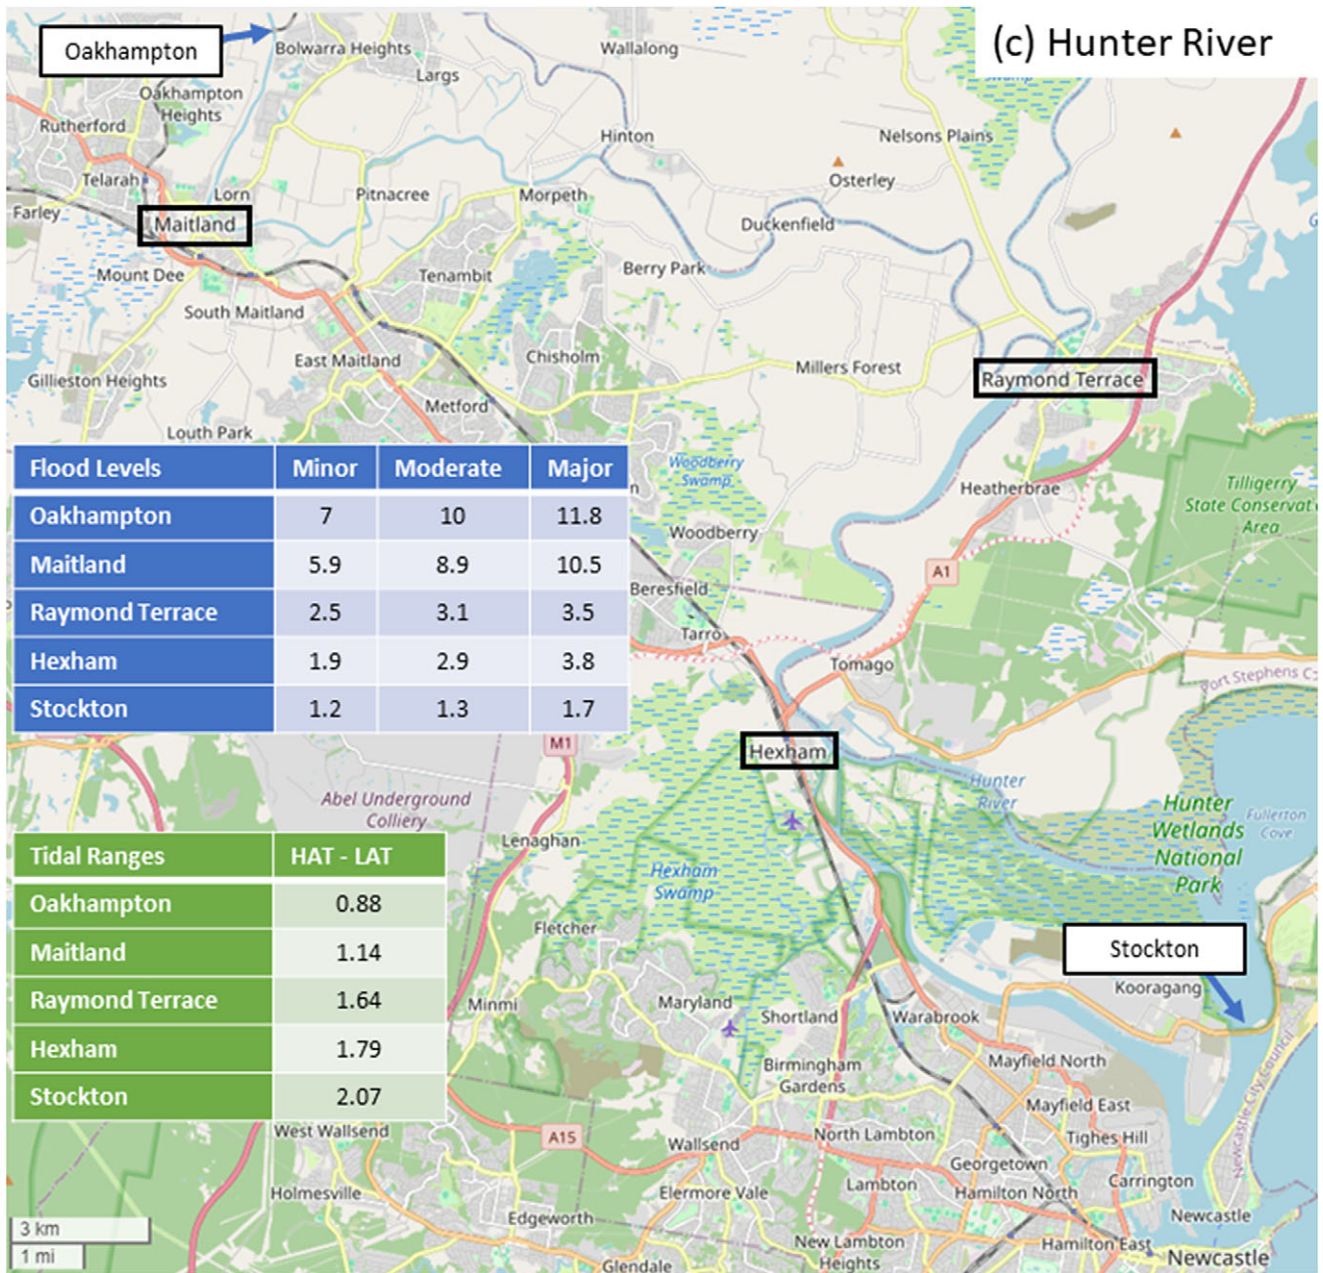 (c) Hunter River
Oakhampton
Bolwarra Heights
Wallalong
Largs
Swamp
Oakhampton
Heights
Rutherford
Hinton
Nelsons Plains
Telarah
Lorn
Pitnacree
Morpeth
Osterley
Farley
Maitland
Duckenfield
Mount Dee
Tenambit
Berry Park
South Maitland
East Maitland
Chisholm
Millers Forest
Raymond Terrace
Gillieston Heights
Metford
Louth Park
Flood Levels Minor Moderate Major
Oakhampton 7 10 11.8
Maitland 5.9 8.9 10.5
Raymond Terrace 2.5 3.1 3.5
Hexham 1.9 2.9 3.8
Stockton 1.2 1.3 1.7
Woodberry
Swamp
Heatherbrae
Tilligerry
State Conservat
Area
Woodberry
A1
Beresfield
Tarro
Tomago
Port Stephens C
M1
Hexham
Hunter
River
Abel Underground
Colliery
Hunter
Wetlands
National
Park
Fullerton
Cove
Lenaghan
Tidal Ranges HAT - LAT
Oakhampton 0.88
Maitland 1.14
Raymond Terrace 1.64
Hexham 1.79
Stockton 2.07
Hexham
Swamp
Fletcher
Stockton
Kooragang
Minmi
Maryland
Shortland
Warabrook
Mayfield North
Birmingham
Gardens
Newcastle City Council
Mayfield East
West Wallsend
A15
Wallsend
North Lambton
Tighes Hill
Georgetown
Holmesville
Elermore Vale
Lambton
Hamilton North
Carrington
Edgeworth
Newcastle
New Lambton
Heights
Hamilton East
Newcastle
Glendale
3 km
1 mi